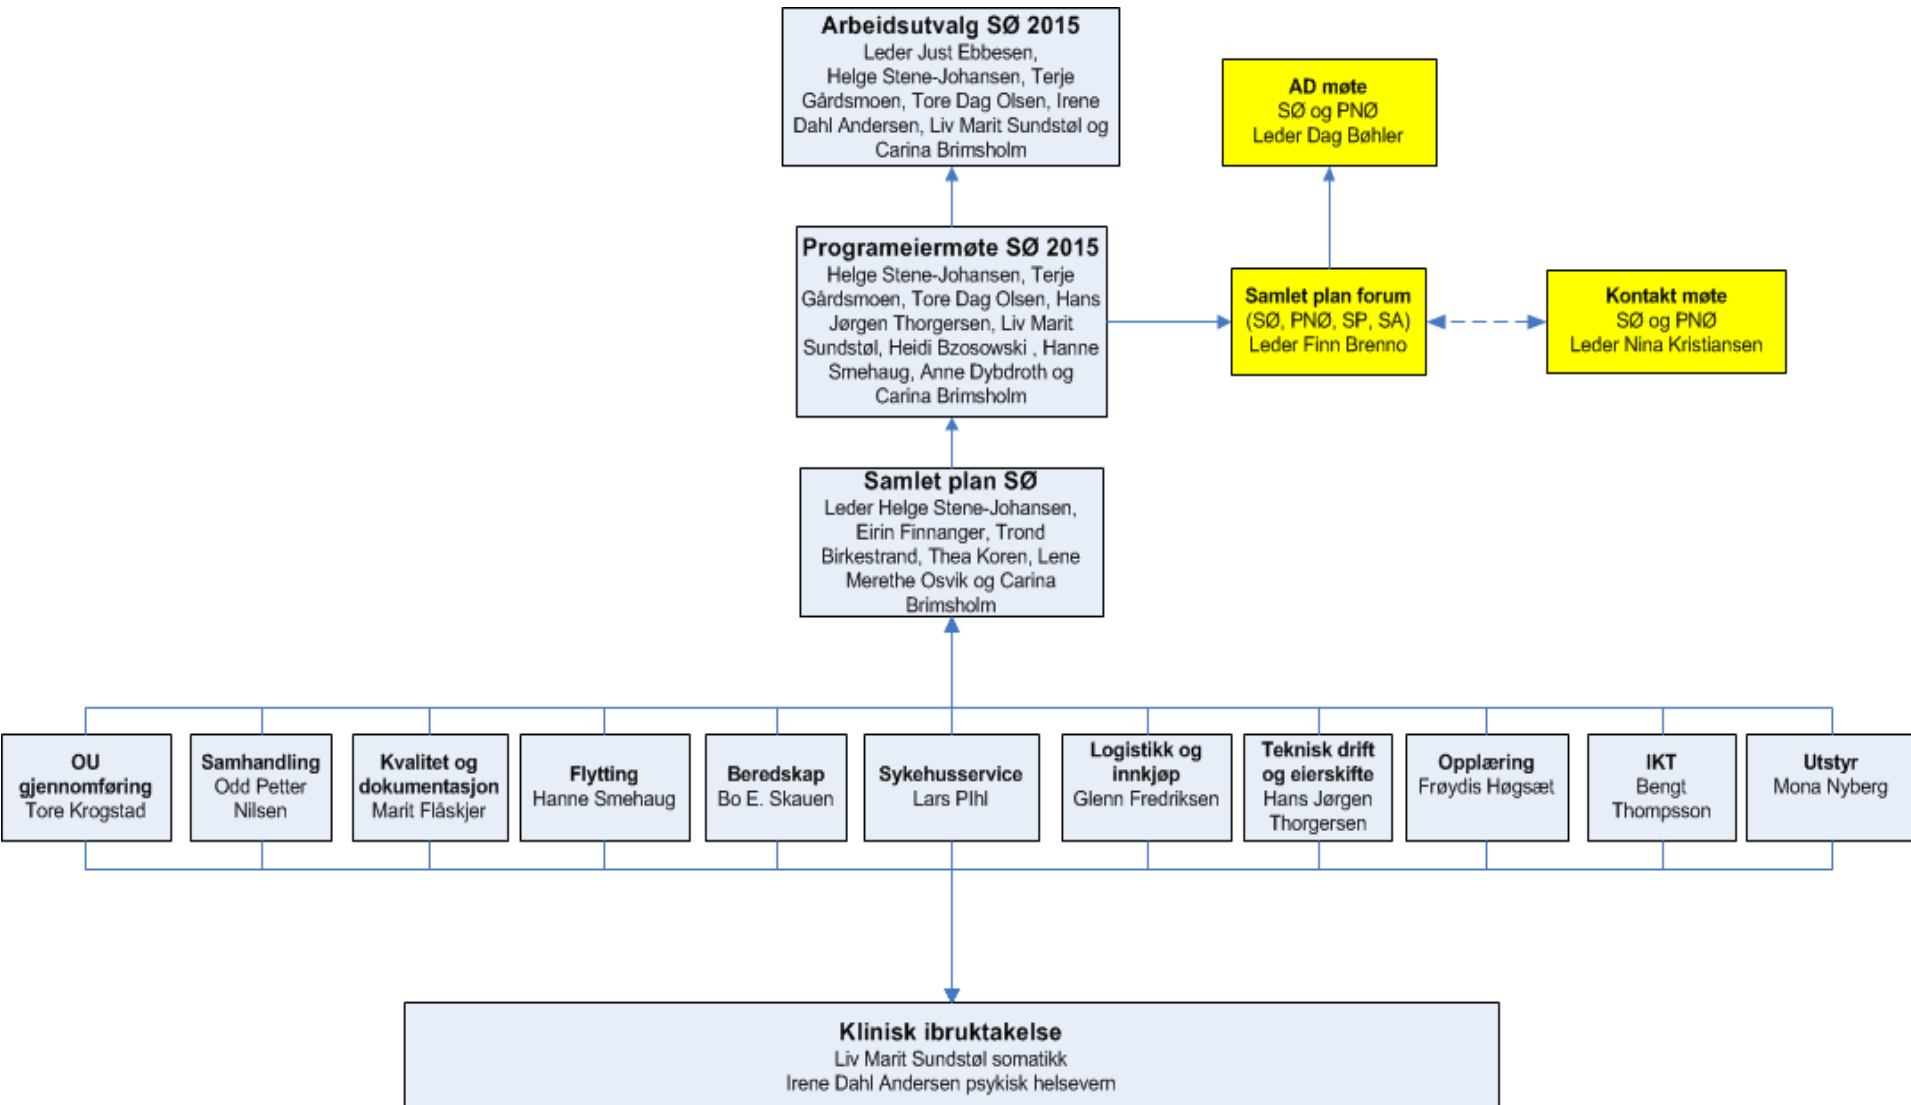 Arbeidsutvalg SØ 2015
Leder Just Ebbesen,
Helge Stene-Johansen, Terje
Gårdsmoen, Tore Dag Olsen, Irene
Dahl Andersen, Liv Marit Sundstøl og
Carina Brimsholm
AD møte
SØ og PNØ
Leder Dag Bøhler
Programeiermøte SØ 2015
Helge Stene-Johansen, Terje
Gårdsmoen, Tore Dag Olsen, Hans
Jørgen Thorgersen, Liv Marit
Sundstøl, Heidi Bzosowski , Hanne
Smehaug, Anne Dybdroth og
Carina Brimsholm
Samlet plan forum
(SØ, PNØ, SP, SA)
Leder Finn Brenno
Kontakt møte
SØ og PNØ
Leder Nina Kristiansen
Samlet plan SØ
Leder Helge Stene-Johansen,
Eirin Finnanger, Trond
Birkestrand, Thea Koren, Lene
Merethe Osvik og Carina
Brimsholm
OU
gjennomføring
Tore Krogstad
Samhandling
Odd Petter
Nilsen
Kvalitet og
dokumentasjon
Marit Flåskjer
Flytting
Hanne Smehaug
Beredskap
Bo E. Skauen
Sykehusservice
Lars PIhl
Logistikk og
innkjøp
Glenn Fredriksen
Teknisk drift
og eierskifte
Hans Jørgen
Thorgersen
Opplæring
Frøydis Høgsæt
IKT
Bengt
Thompsson
Utstyr
Mona Nyberg
Klinisk ibruktakelse
Liv Marit Sundstøl somatikk
Irene Dahl Andersen psykisk helsevern